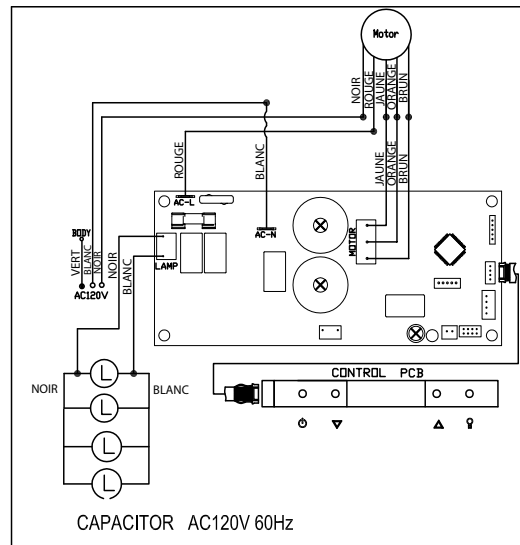 Motor
NOIR
ROUGE
JAUNE
ORANGE
BRUN
ROUGE
BLANC
JAUNE
ORANGE
BRUN
AC-L
AC-N
MOTOR
BODY
VERT
BLANC
NOIR
NOIR
BLANC
LAMP
AC120V
CONTROL PCB
NOIR
L
BLANC
L
L
L
CAPACITOR AC120V 60Hz